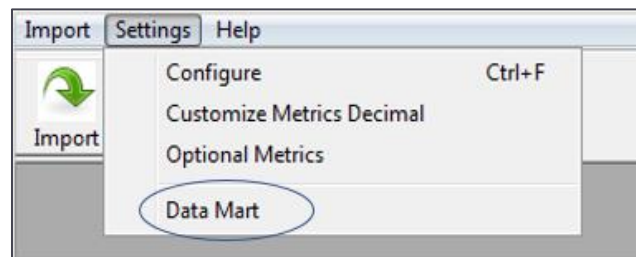 Import Settings Help
Import
Configure Ctrl+F
Customize Metrics Decimal
Optional Metrics
Data Mart